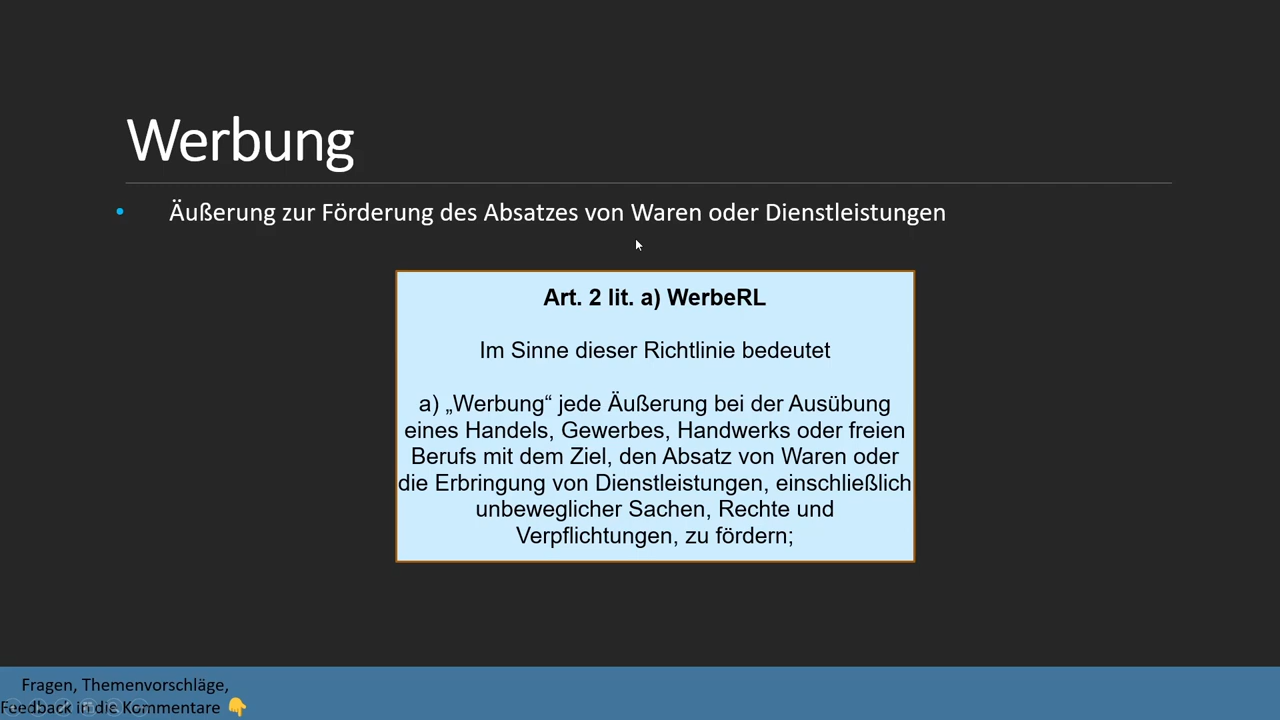 Werbung
• Äußerung zur Förderung des Absatzes von Waren oder Dienstleistungen
Art. 2 lit. a) WerbeRL
Im Sinne dieser Richtlinie bedeutet
a) „Werbung“ jede Äußerung bei der Ausübung
eines Handels, Gewerbes, Handwerks oder freien
Berufs mit dem Ziel, den Absatz von Waren oder
die Erbringung von Dienstleistungen, einschließlich
unbeweglicher Sachen, Rechte und
Verpflichtungen, zu fördern;
Fragen, Themenvorschläge,
Feedback in die Kommentare 👇